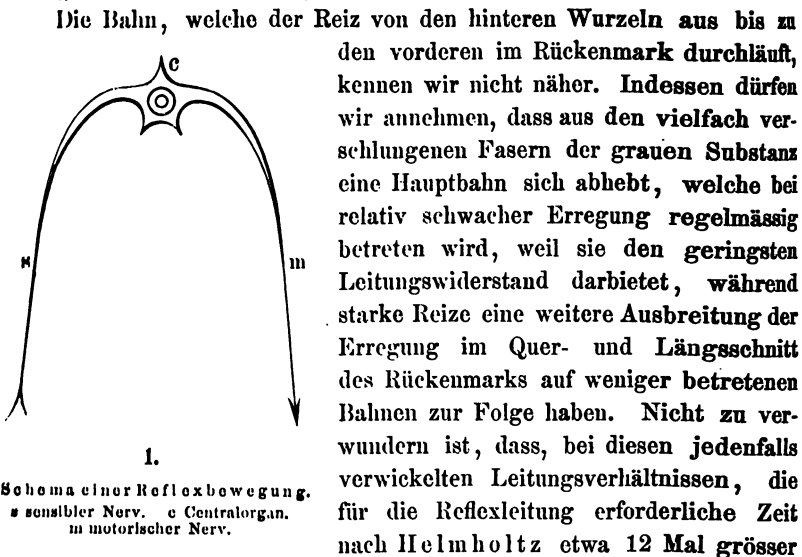 Die Bahn, welche der Reiz von den hinteren Wurzeln aus bis zu
den vorderen im Rückenmark durchläuft,
kennen wir nicht näher. Indessen dürfen
wir annehmen, dass aus den vielfach ver-
schlungenen Fasern der grauen Substanz
eine Hauptbahn sich abhebt, welche bei
relativ schwacher Erregung regelmässig
betreten wird, weil sie den geringsten
Leitungswiderstand darbietet, während
starke Reize eine weitere Ausbreitung der
Erregung im Quer- und Längsschnitt
des Rückenmarks auf weniger betretenen
Bahnen zur Folge haben. Nicht zu ver-
wundern ist, dass, bei diesen jedenfalls
verwickelten Leitungsverhältnissen, die
für die Reflexleitung erforderliche Zeit
nach Helmholtz etwa 12 Mal grösser
c
s
m
1.
Schema einer Reflexbewegung.
s sensibler Nerv. c Centralorgan.
m motorischer Nerv.